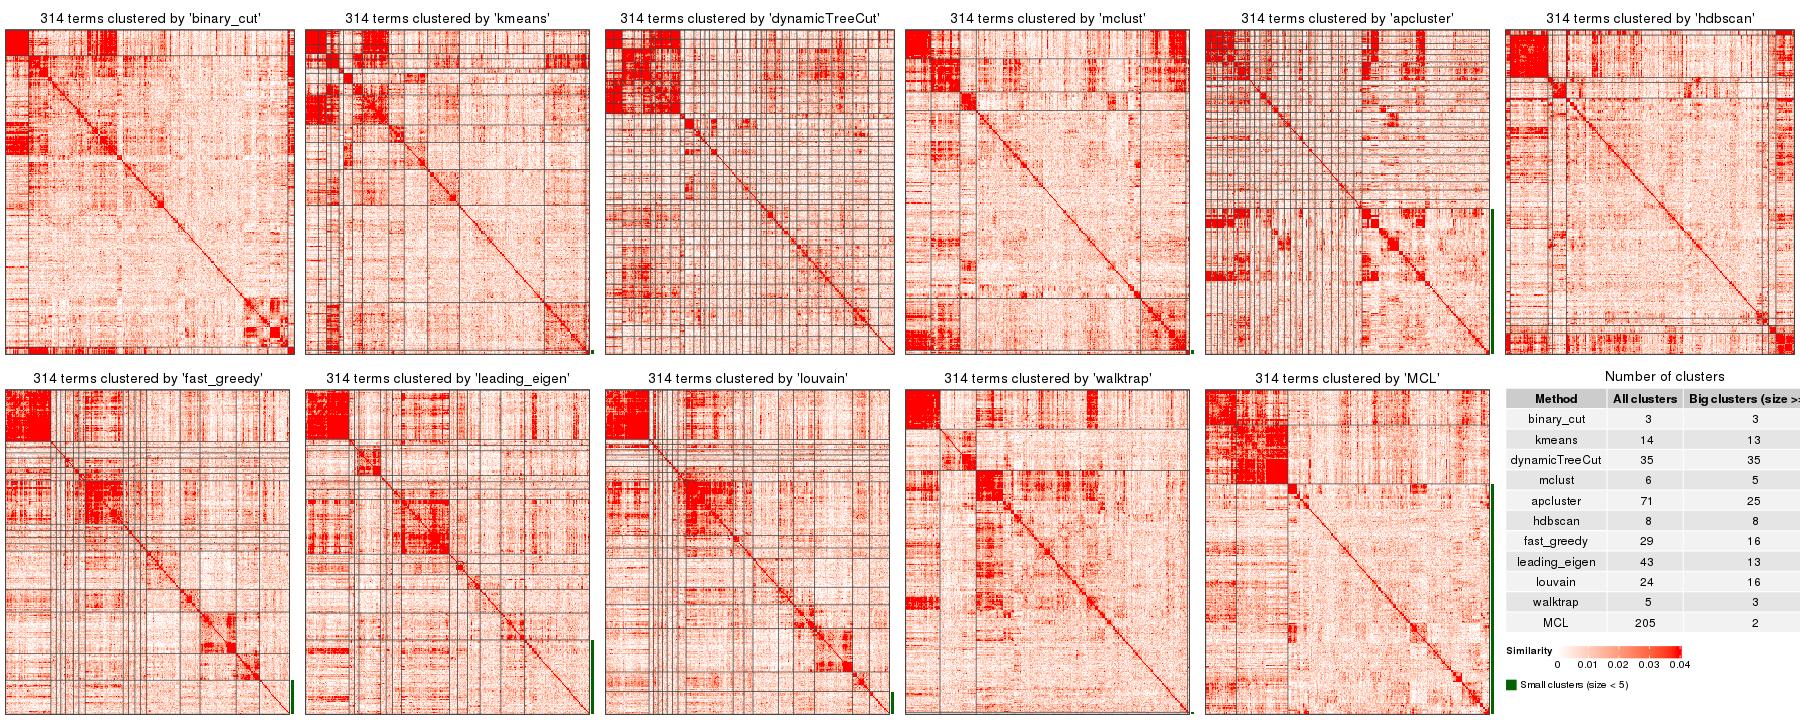 314 terms clustered by 'binary_cut'
314 terms clustered by 'kmeans'
314 terms clustered by 'dynamicTreeCut'
314 terms clustered by 'mclust'
314 terms clustered by 'apcluster'
314 terms clustered by 'hdbscan'
314 terms clustered by 'fast_greedy'
314 terms clustered by 'leading_eigen'
314 terms clustered by 'louvain'
314 terms clustered by 'walktrap'
314 terms clustered by 'MCL'
Number of clusters
Method All clusters Big clusters (size >
binary_cut 3 3
kmeans 14 13
dynamicTreeCut 35 35
mclust 6 5
apcluster 71 25
hdbscan 8 8
fast_greedy 29 16
leading_eigen 43 13
louvain 24 16
walktrap 5 3
MCL 205 2
Similarity
0 0.01 0.02 0.03 0.04
Small clusters (size < 5)